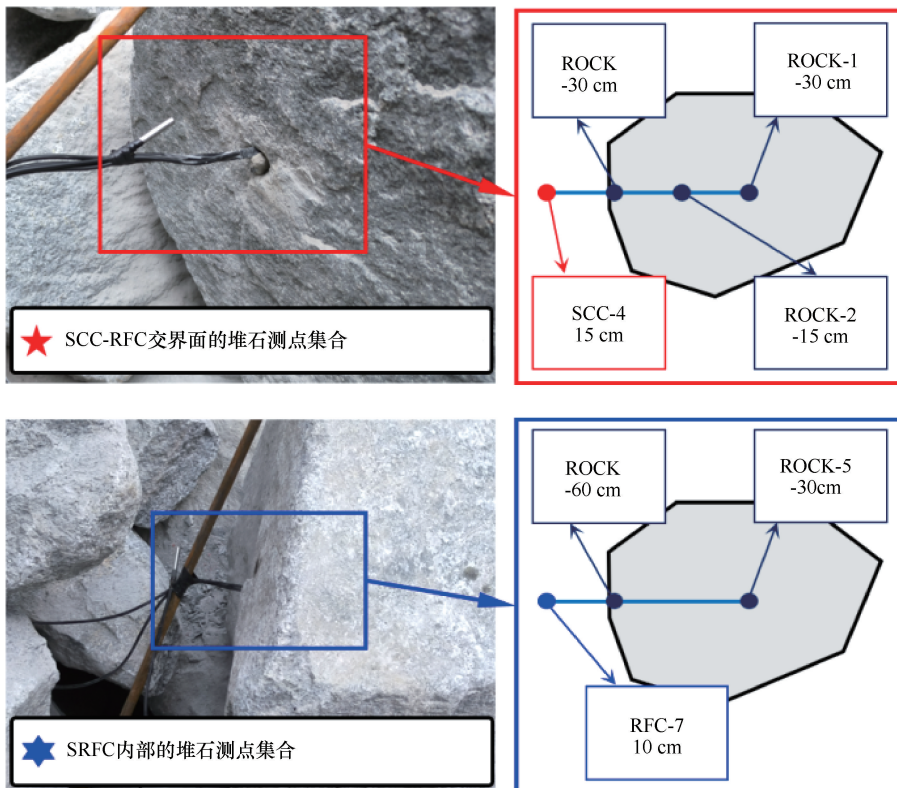 ROCK
-30 cm
ROCK-1
-30 cm
SCC-4
15 cm
ROCK-2
-15 cm
SCC-RFC交界面的堆石测点集合
ROCK
-60 cm
ROCK-5
-30cm
RFC-7
10 cm
SRFC内部的堆石测点集合